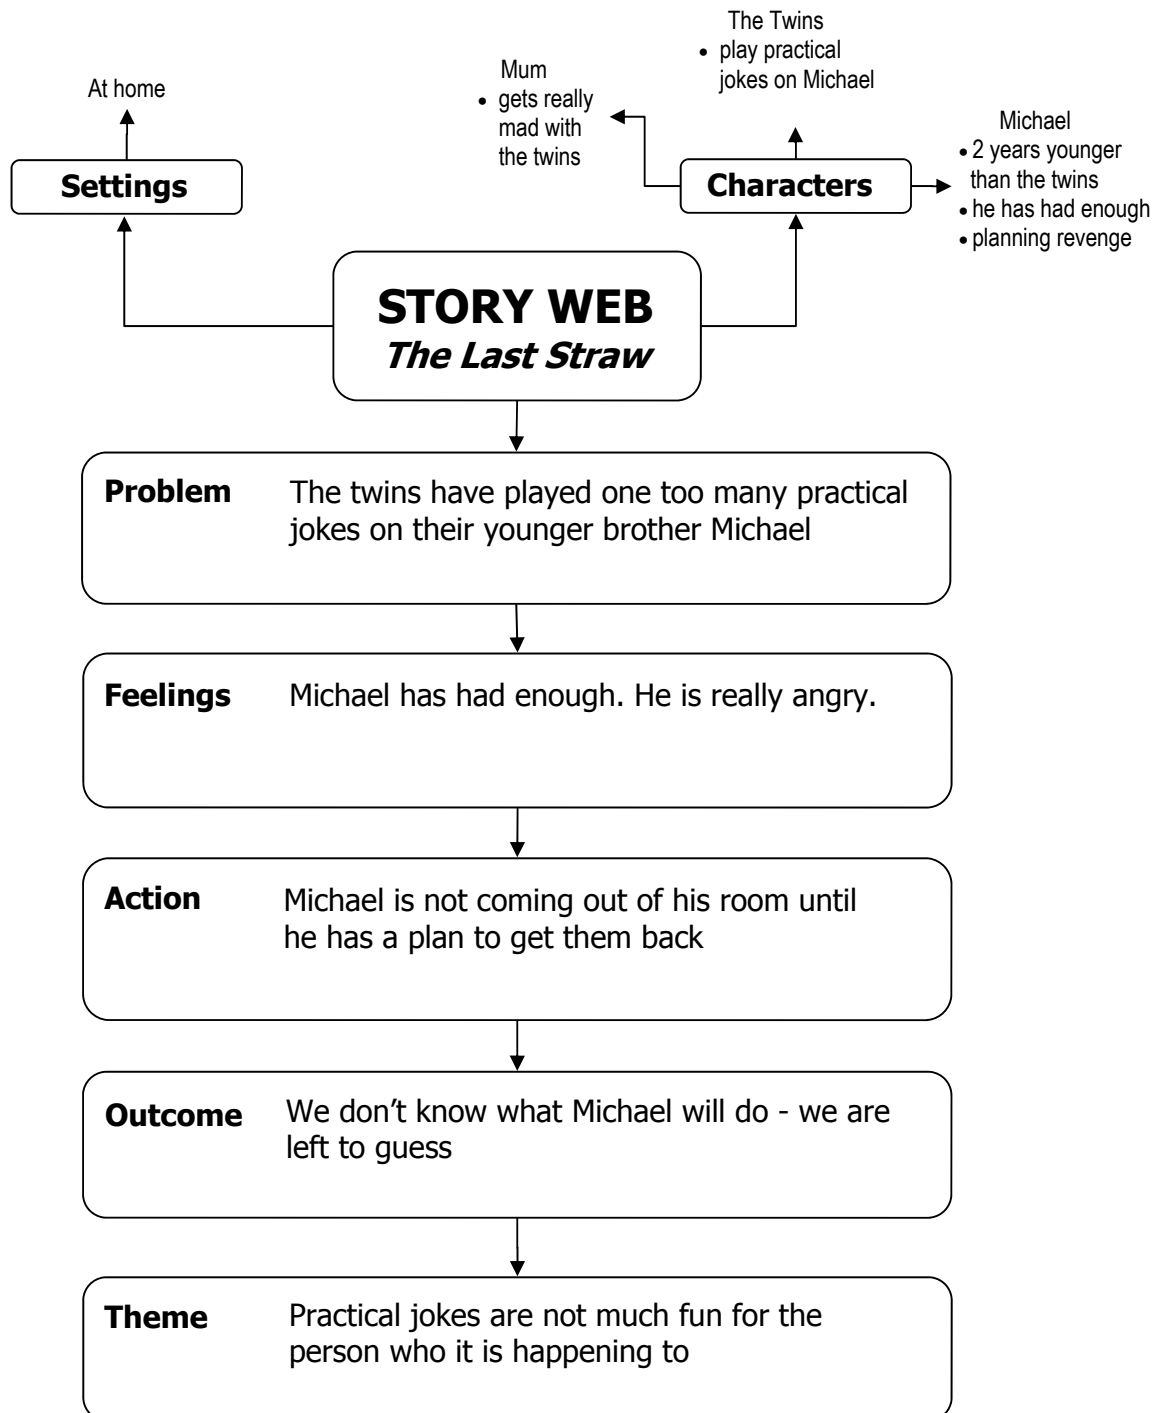 At home
Settings
Mum
• gets really
mad with
the twins
The Twins
• play practical
jokes on Michael
Characters
Michael
• 2 years younger
than the twins
• he has had enough
• planning revenge
STORY WEB
The Last Straw
Problem The twins have played one too many practical
jokes on their younger brother Michael
Feelings Michael has had enough. He is really angry.
Action Michael is not coming out of his room until
he has a plan to get them back
Outcome We don’t know what Michael will do - we are
left to guess
Theme Practical jokes are not much fun for the
person who it is happening to